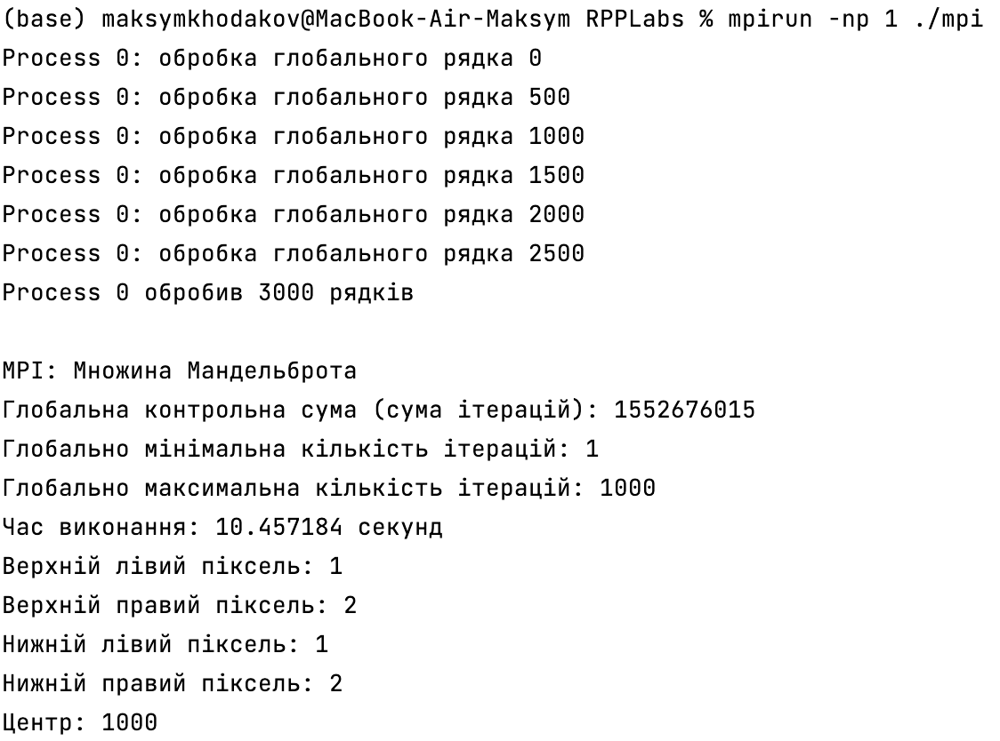 (base) maksymkhodakov@MacBook-Air-Maksym RPPLabs % mpirun -np 1 ./mpi
Process 0: обробка глобального рядка 0
Process 0: обробка глобального рядка 500
Process 0: обробка глобального рядка 1000
Process 0: обробка глобального рядка 1500
Process 0: обробка глобального рядка 2000
Process 0: обробка глобального рядка 2500
Process 0 обробив 3000 рядків
MPI: Множина Мандельброта
Глобальна контрольна сума (сума ітерацій): 1552676015
Глобально мінімальна кількість ітерацій: 1
Глобально максимальна кількість ітерацій: 1000
Час виконання: 10.457184 секунд
Верхній лівий піксель: 1
Верхній правий піксель: 2
Нижній лівий піксель: 1
Нижній правий піксель: 2
Центр: 1000